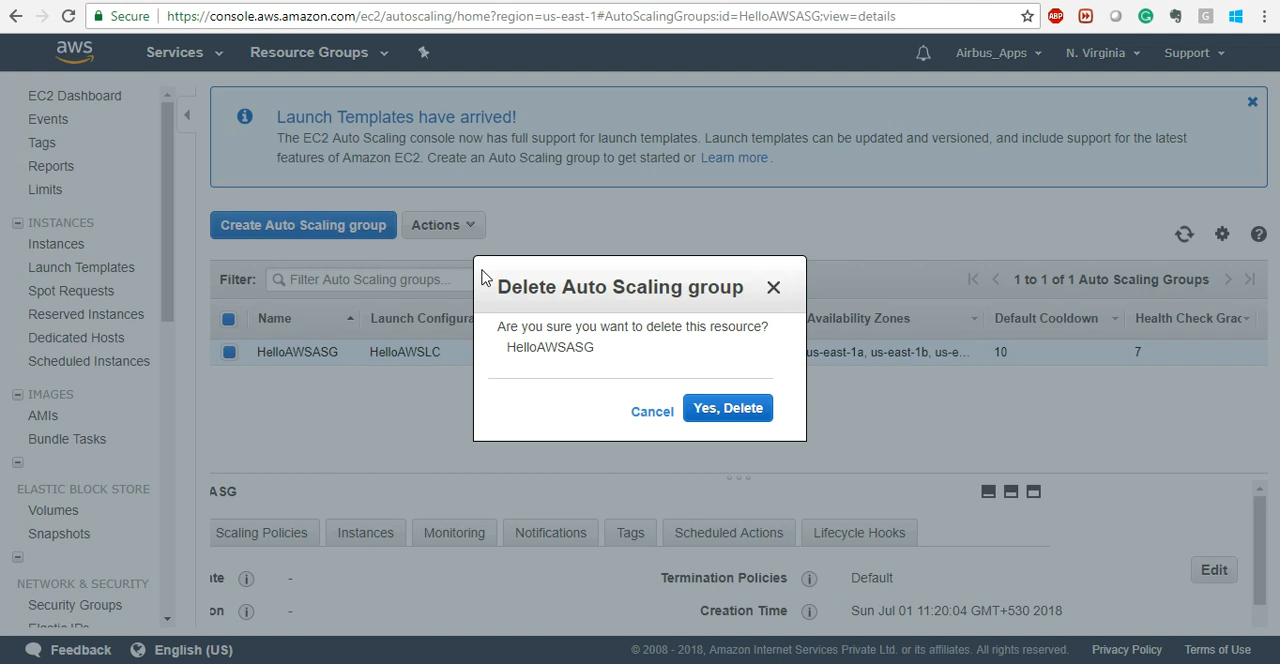 Secure https://console.aws.amazon.com/ec2/autoscaling/home?region=us-east-1#AutoScalingGroups:id=HelloAWSASG;view=details
ABP
G
aws Services Resource Groups Airbus_Apps N. Virginia Support
EC2 Dashboard
Events
Tags
Reports
Limits
INSTANCES
Instances
Launch Templates
Spot Requests
Reserved Instances
Dedicated Hosts
Scheduled Instances
IMAGES
AMIs
Bundle Tasks
ELASTIC BLOCK STORE
Volumes
Snapshots
NETWORK & SECURITY
Security Groups
Elastic IPs
Launch Templates have arrived!
The EC2 Auto Scaling console now has full support for launch templates. Launch templates can be updated and versioned, and include support for the latest
features of Amazon EC2. Create an Auto Scaling group to get started or Learn more.
Create Auto Scaling group Actions
Filter: Filter Auto Scaling groups... 1 to 1 of 1 Auto Scaling Groups
Name Launch Configura Availability Zones Default Cooldown Health Check Grac
HelloAWSASG HelloAWSLC us-east-1a, us-east-1b, us-e... 10 7
Delete Auto Scaling group
Are you sure you want to delete this resource?
HelloAWSASG
Cancel Yes, Delete
ASG
Scaling Policies Instances Monitoring Notifications Tags Scheduled Actions Lifecycle Hooks
Edit
ate - Termination Policies Default
on - Creation Time Sun Jul 01 11:20:04 GMT+530 2018
Feedback English (US) © 2008 - 2018, Amazon Internet Services Private Ltd. or its affiliates. All rights reserved. Privacy Policy Terms of Use